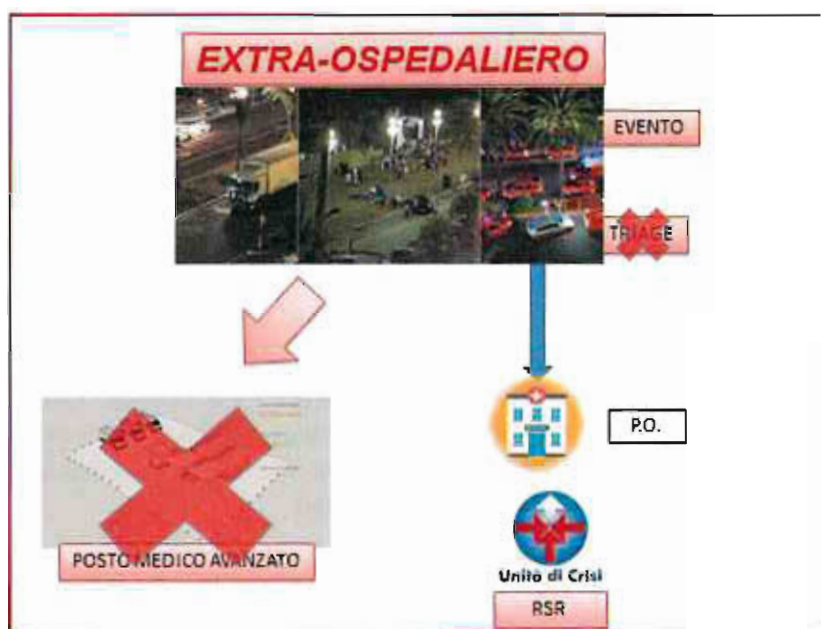 EXTRA-OSPEDALIERO
EVENTO
TRIAGE
P.O.
POSTO MEDICO AVANZATO
Unità di Crisi
RSR